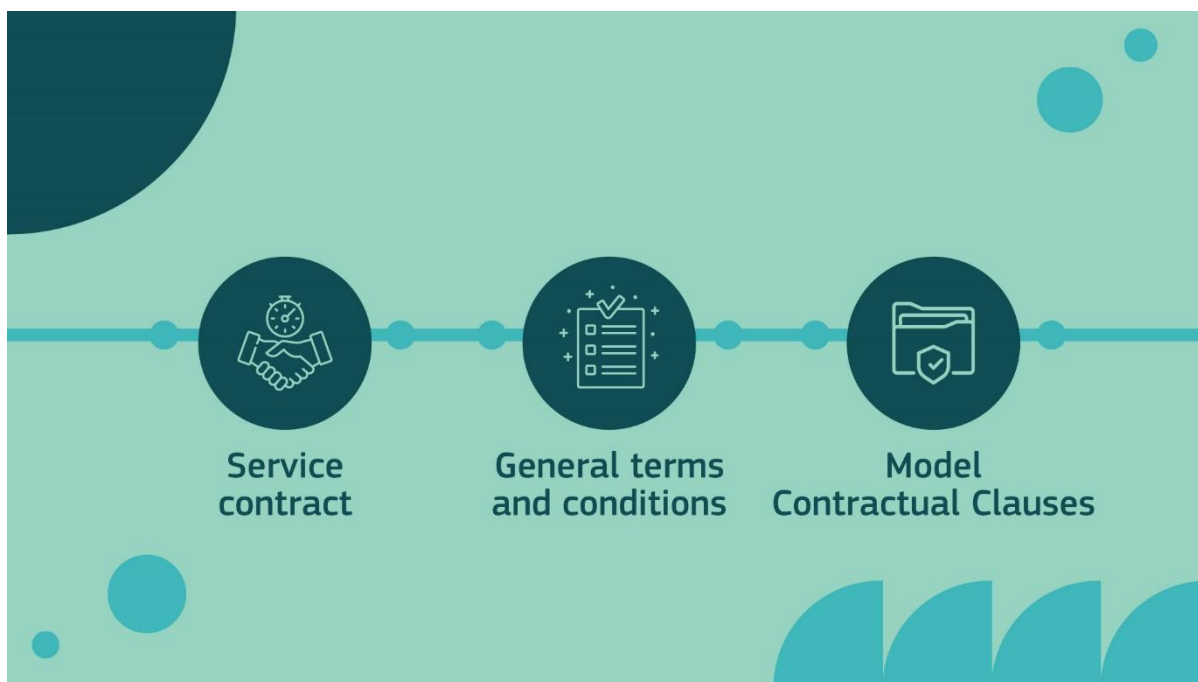 Service
contract
General terms
and conditions
Model
Contractual Clauses